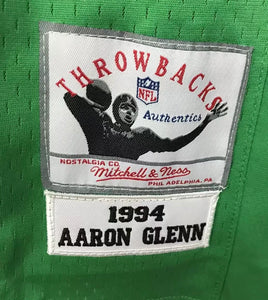 THROWBACKS
NFL
Authentics
NOSTALGIA CO.
Mitchell & Ness
PHILADELPHIA, PA
1994
AARON GLENN